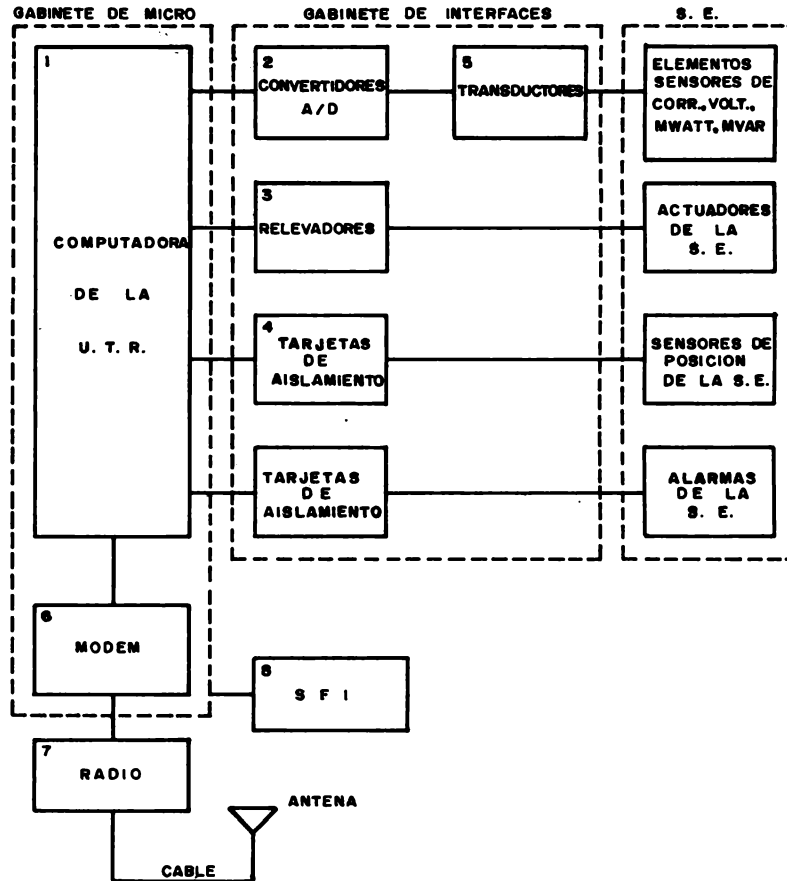 GABINETE DE MICRO
GABINETE DE INTERFACES
S. E.
1
COMPUTADORA
DE LA
U. T. R.
2
CONVERTIDORES
A/D
5
TRANSDUCTORES
ELEMENTOS
SENSORES DE
CORR., VOLT.,
MWATT, MVAR
3
RELEVADORES
ACTUADORES
DE LA
S. E.
4
TARJETAS
DE
AISLAMIENTO
SENSORES DE
POSICION
DE LA S.E.
TARJETAS
DE
AISLAMIENTO
ALARMAS
DE LA
S. E.
6
MODEM
8
S F I
7
RADIO
ANTENA
CABLE